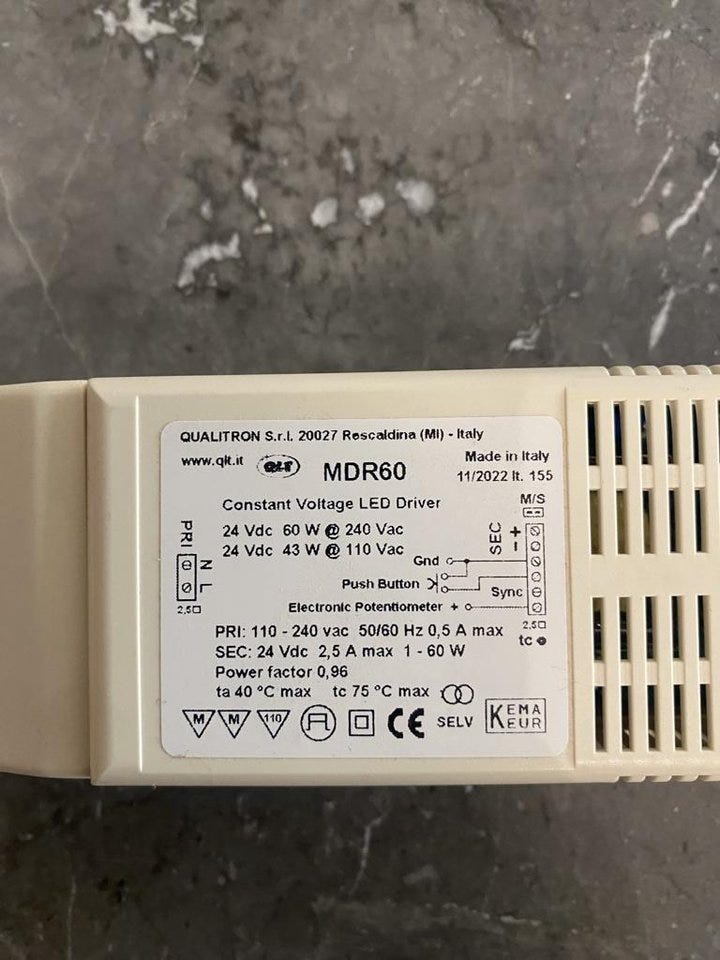 QUALITRON S.r.l. 20027 Rescaldina (MI) - Italy
www.qlt.it QLT MDR60 Made in Italy
11/2022 lt. 155
Constant Voltage LED Driver M/S
24 Vdc 60 W @ 240 Vac
24 Vdc 43 W @ 110 Vac
PRI
N
L
2,5
SEC
+
-
Gnd
Push Button
Sync
Electronic Potentiometer +
2,5
PRI: 110 - 240 vac 50/60 Hz 0,5 A max
tc
SEC: 24 Vdc 2,5 A max 1 - 60 W
Power factor 0,96
ta 40 °C max tc 75 °C max
M M 110 CE SELV KEMA
KEUR